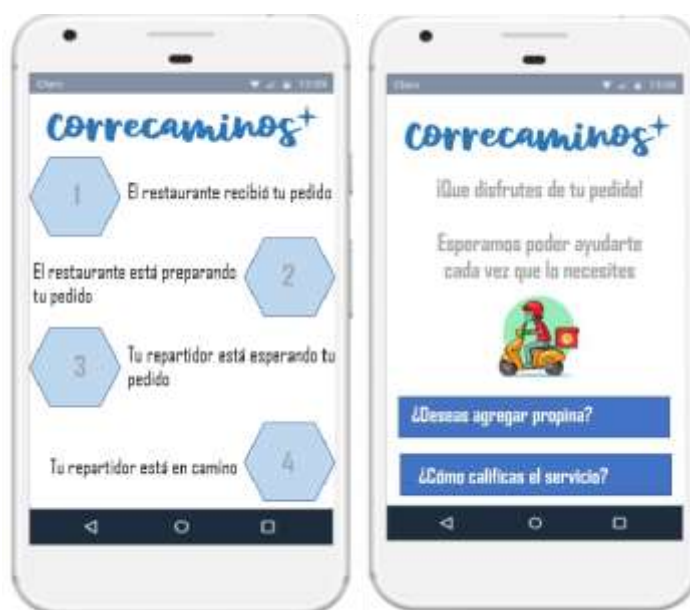 Claro
correcaminos+
1
El restaurante recibió tu pedido
El restaurante está preparando
tu pedido
2
3
Tu repartidor está esperando tu
pedido
Tu repartidor está en camino
4
correcaminos+
¡Que disfrutes de tu pedido!
Esperamos poder ayudarte
cada vez que lo necesites
¿Deseas agregar propina?
¿Cómo calificas el servicio?